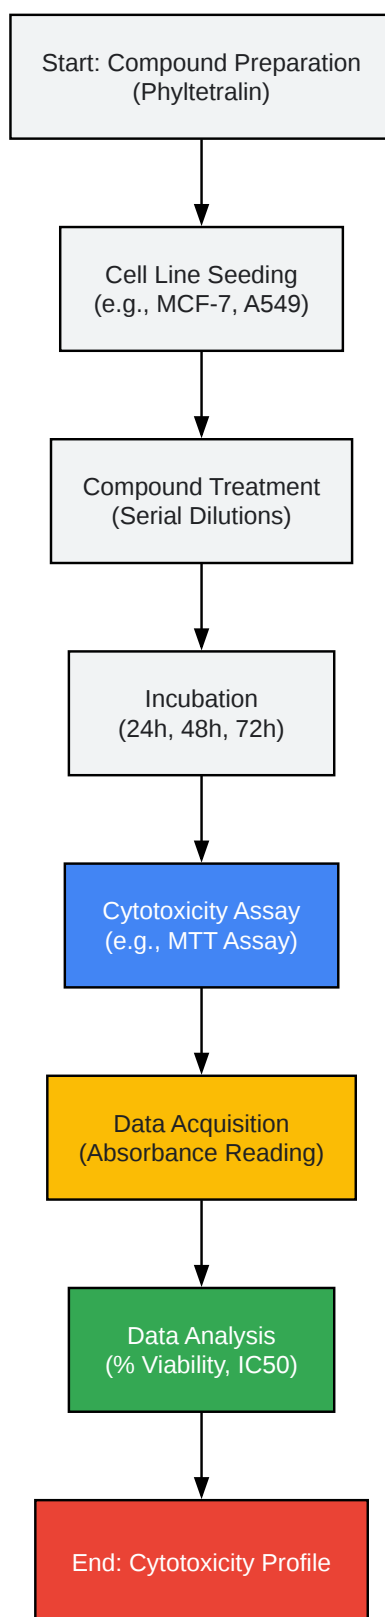 Start: Compound Preparation
(Phyltetralin)
Cell Line Seeding
(e.g., MCF-7, A549)
Compound Treatment
(Serial Dilutions)
Incubation
(24h, 48h, 72h)
Cytotoxicity Assay
(e.g., MTT Assay)
Data Acquisition
(Absorbance Reading)
Data Analysis
(% Viability, IC50)
End: Cytotoxicity Profile